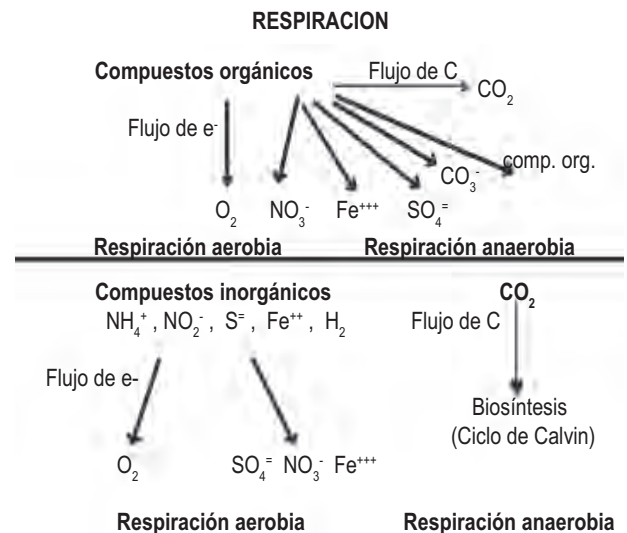 RESPIRACION
Compuestos orgánicos
Flujo de C
CO₂
Flujo de e-
comp. org.
CO₃⁻
O₂ NO₃⁻ Fe⁺⁺⁺ SO₄⁼
Respiración aerobia Respiración anaerobia
Compuestos inorgánicos CO₂
NH₄⁺ , NO₂⁻ , S⁼ , Fe⁺⁺ , H₂ Flujo de C
Flujo de e-
Biosíntesis
(Ciclo de Calvin)
O₂ SO₄⁼ NO₃⁻ Fe⁺⁺⁺
Respiración aerobia Respiración anaerobia